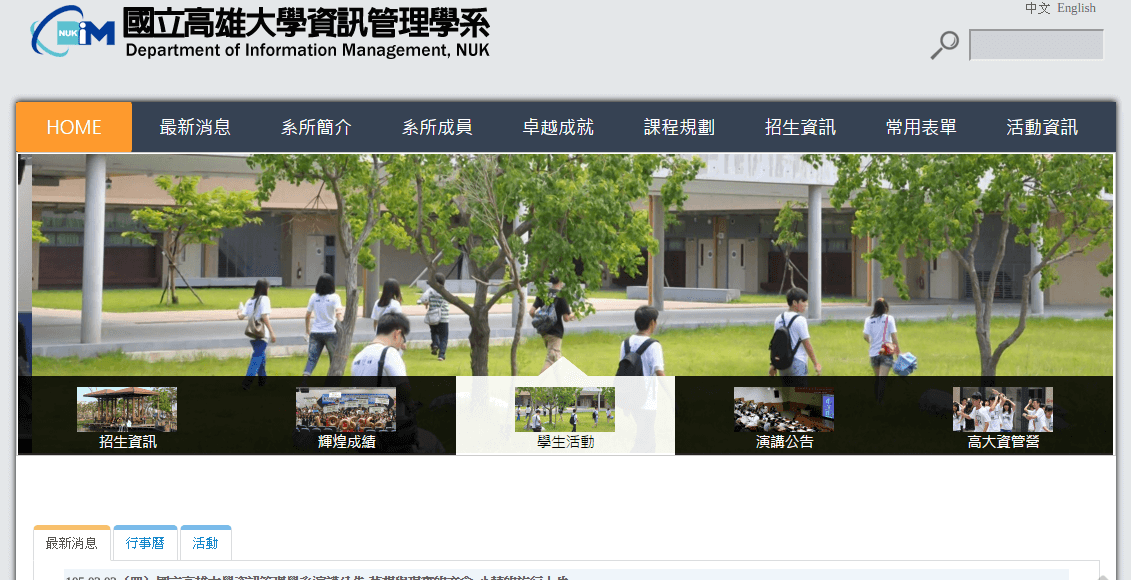 中文 English
NUK iM
國立高雄大學資訊管理學系
Department of Information Management, NUK
HOME 最新消息 系所簡介 系所成員 卓越成就 課程規劃 招生資訊 常用表單 活動資訊
招生資訊 輝煌成績 學生活動 演講公告 高大資管營
最新消息 行事曆 活動